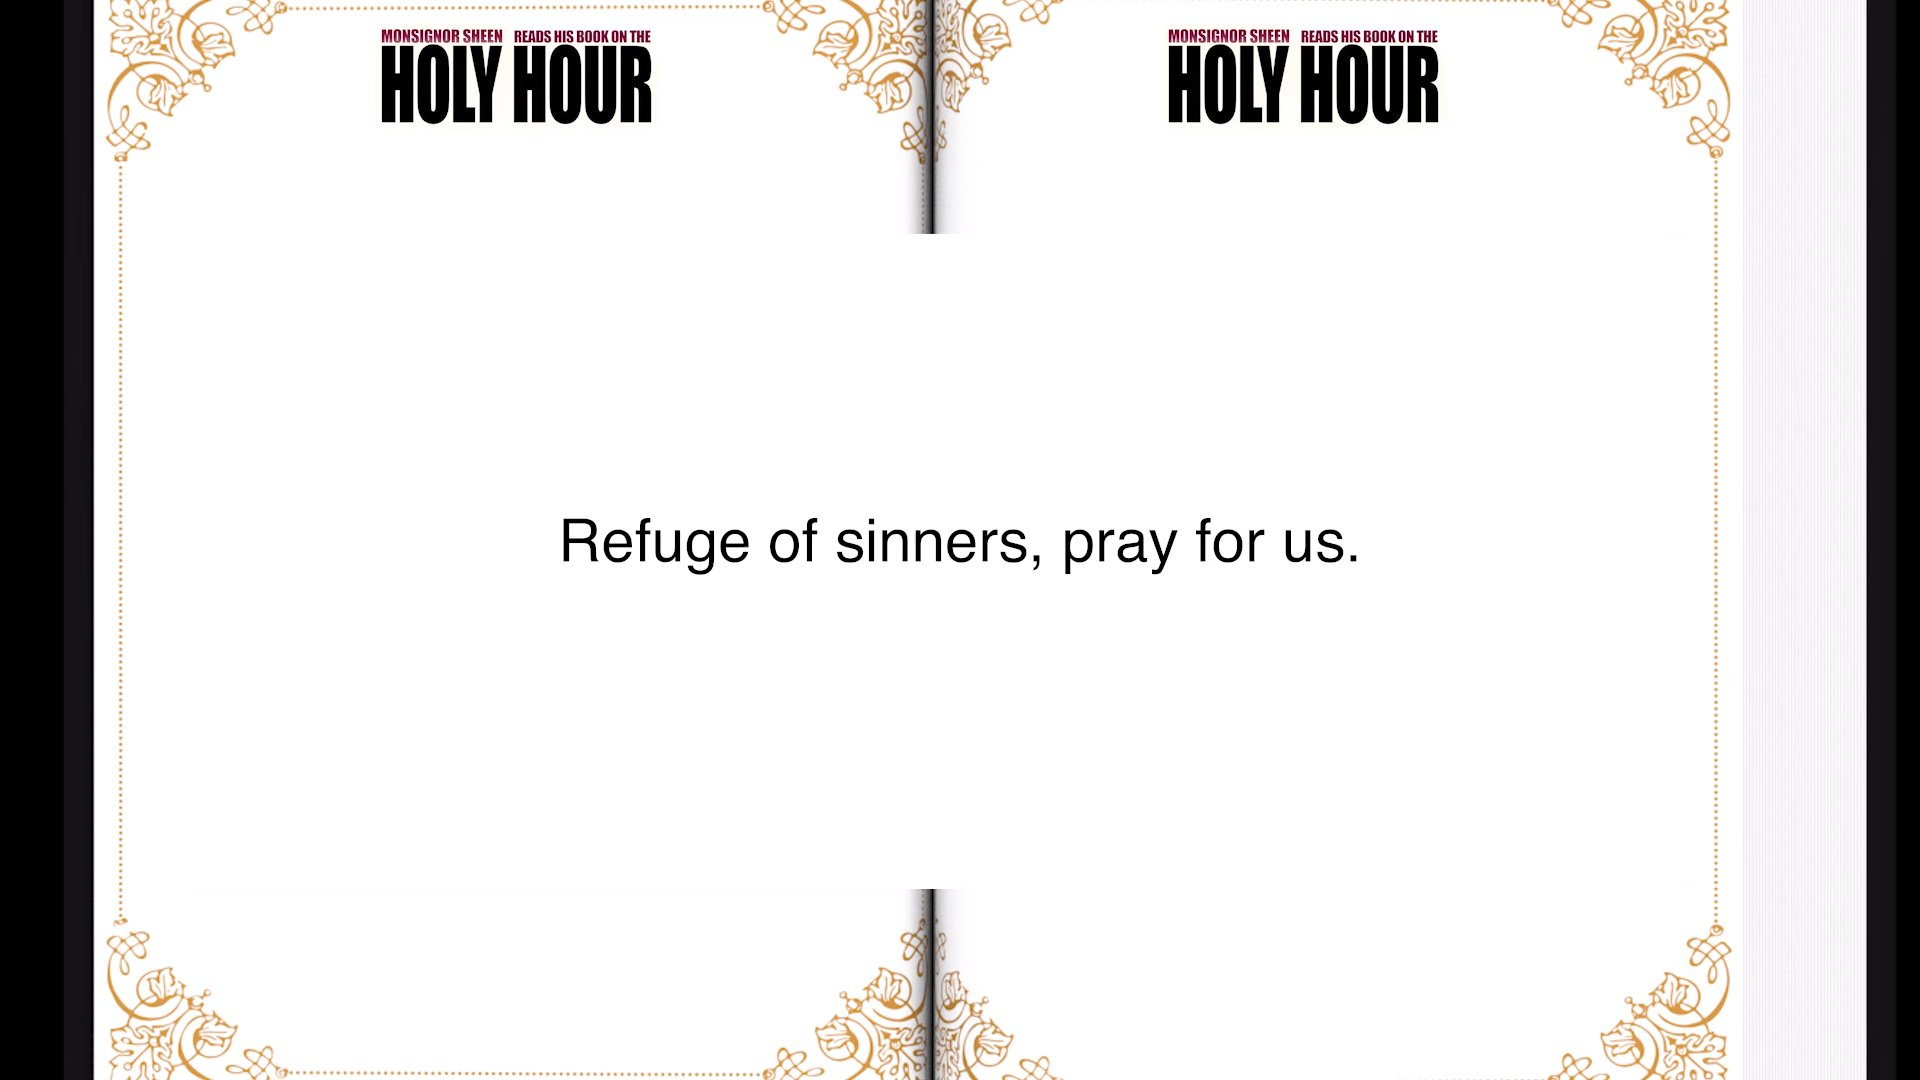 MONSIGNOR SHEEN READS HIS BOOK ON THE
HOLY HOUR
MONSIGNOR SHEEN READS HIS BOOK ON THE
HOLY HOUR
Refuge of sinners, pray for us.